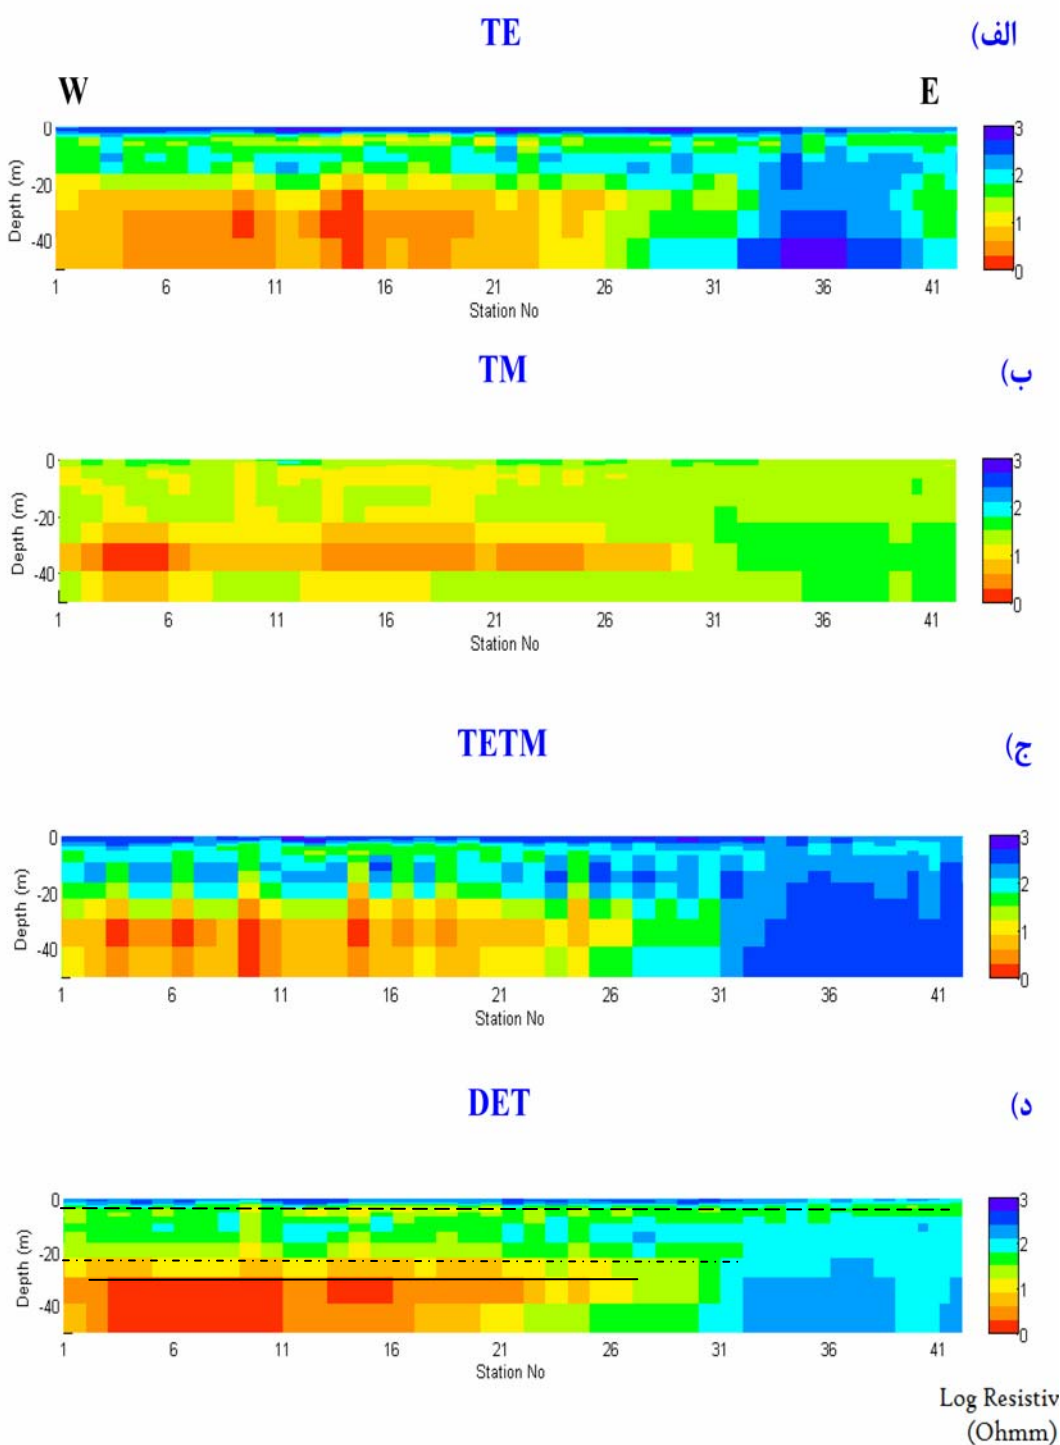 TE
الف)
W E
0
-20
-40
Depth (m)
1 6 11 16 21 26 31 36 41
Station No
3
2
1
0
TM
ب)
0
-20
-40
Depth (m)
1 6 11 16 21 26 31 36 41
Station No
3
2
1
0
TETM
ج)
0
-20
-40
Depth (m)
1 6 11 16 21 26 31 36 41
Station No
3
2
1
0
DET
د)
0
-20
-40
Depth (m)
1 6 11 16 21 26 31 36 41
Station No
3
2
1
0
Log Resistiv
(Ohmm)